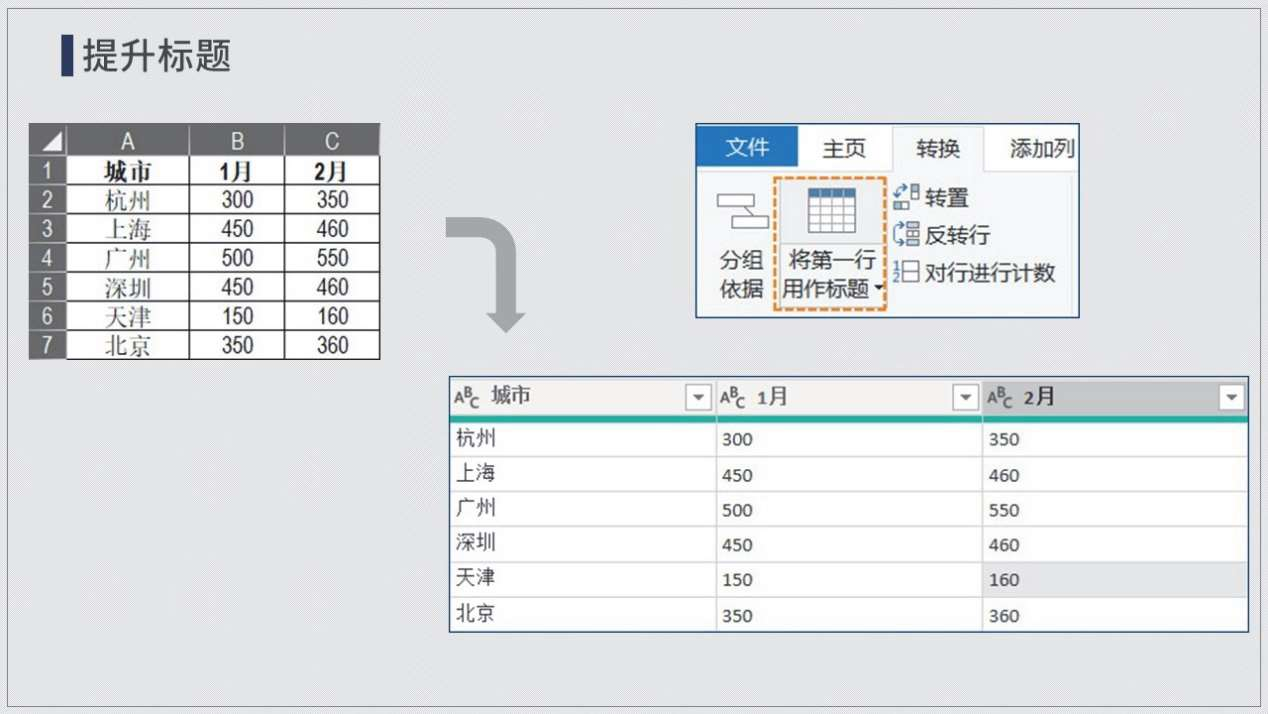 提升标题
A B C
1 城市 1月 2月
2 杭州 300 350
3 上海 450 460
4 广州 500 550
5 深圳 450 460
6 天津 150 160
7 北京 350 360
文件 主页 转换 添加列
分组
依据
将第一行
用作标题
转置
反转行
1
2
对行进行计数
ABC 城市 ABC 1月 ABC 2月
杭州 300 350
上海 450 460
广州 500 550
深圳 450 460
天津 150 160
北京 350 360